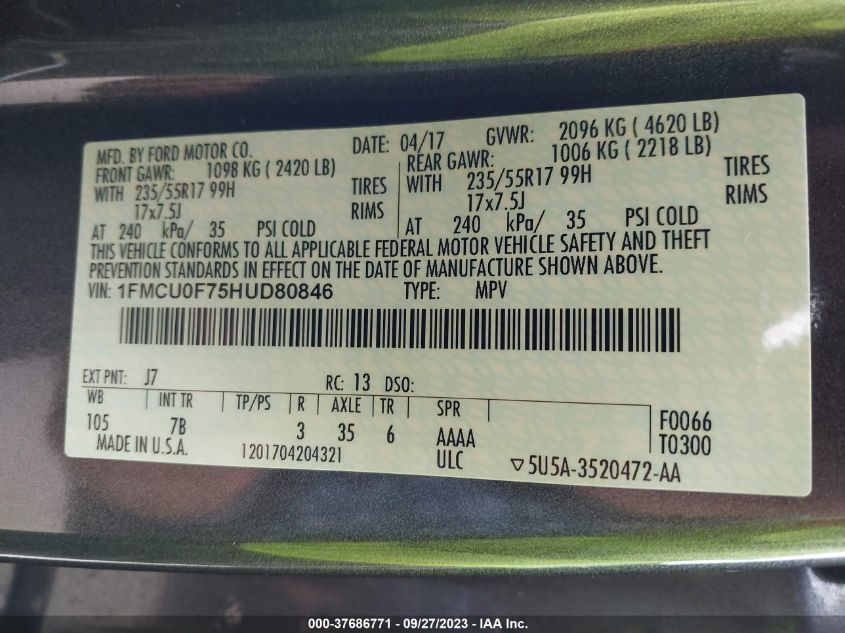 MFD. BY FORD MOTOR CO. DATE: 04/17 GVWR: 2096 KG ( 4620 LB)
FRONT GAWR: 1098 KG ( 2420 LB) REAR GAWR: 1006 KG ( 2218 LB)
WITH 235/55R17 99H TIRES WITH 235/55R17 99H TIRES
17x7.5J RIMS 17x7.5J RIMS
AT 240 kPa/ 35 PSI COLD AT 240 kPa/ 35 PSI COLD
THIS VEHICLE CONFORMS TO ALL APPLICABLE FEDERAL MOTOR VEHICLE SAFETY AND THEFT
PREVENTION STANDARDS IN EFFECT ON THE DATE OF MANUFACTURE SHOWN ABOVE.
VIN: 1FMCU0F75HUD80846 TYPE: MPV
EXT PNT: J7 RC: 13 DSO:
WB INT TR TP/PS R AXLE TR SPR F0066
105 7B 3 35 6 AAAA T0300
MADE IN U.S.A. 1201704204321 ULC ▽5U5A-3520472-AA
000-37686771 - 09/27/2023 - IAA Inc.